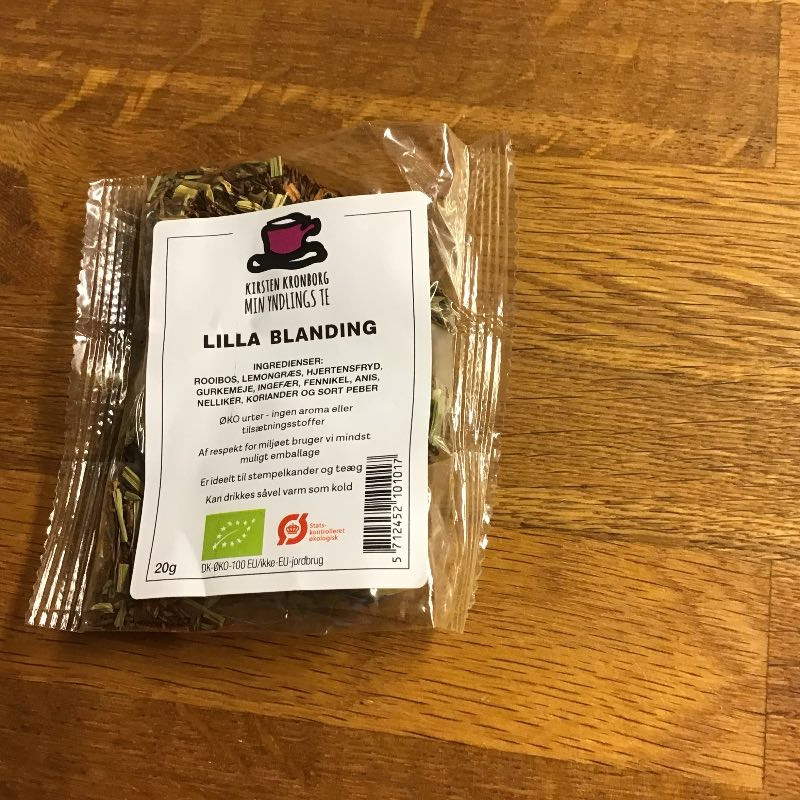 KIRSTEN KRONBORG
MIN YNDLINGS TE
LILLA BLANDING
INGREDIENSER:
ROOIBOS, LEMONGRÆS, HJERTENSFRYD,
GURKEMEJE, INGEFÆR, FENNIKEL, ANIS,
NELLIKER, KORIANDER OG SORT PEBER
ØKO urter - ingen aroma eller
tilsætningsstoffer
Af respekt for miljøet bruger vi mindst
muligt emballage
Er ideelt til stempelkander og teæg
Kan drikkes såvel varm som kold
Ø
Stats-
kontrolleret
økologisk
5 712452 101017
20g
DK-ØKO-100 EU/ikke-EU-jordbrug